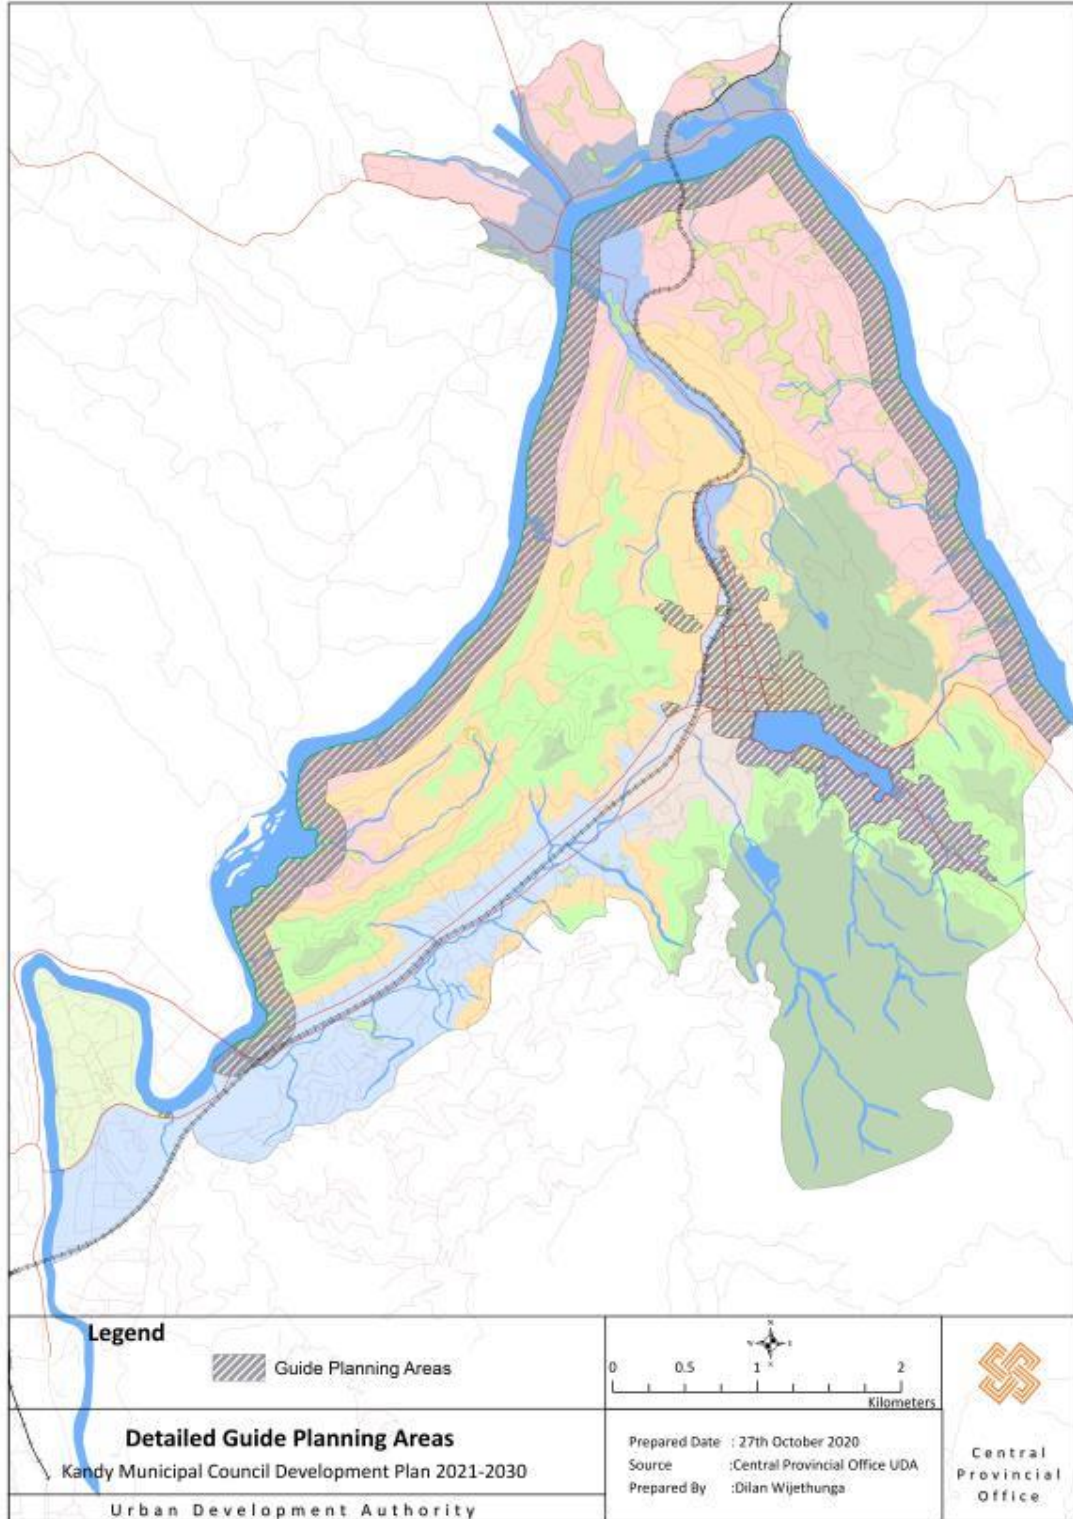 Legend
Guide Planning Areas
Detailed Guide Planning Areas
Kandy Municipal Council Development Plan 2021-2030
Urban Development Authority
N
0 0.5 1 2
Kilometers
Prepared Date : 27th October 2020
Source :Central Provincial Office UDA
Prepared By :Dilan Wijethunga
Central
Provincial
Office